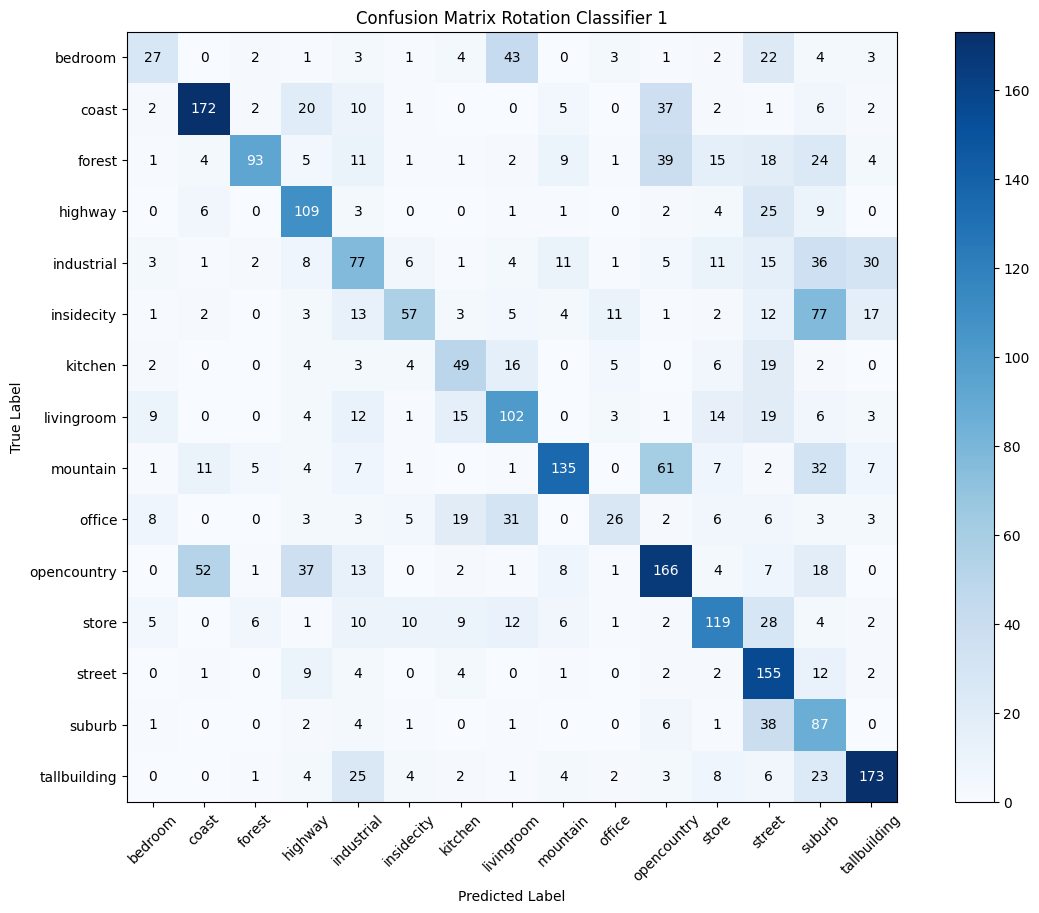 Confusion Matrix Rotation Classifier 1
True Label
bedroom 27 0 2 1 3 1 4 43 0 3 1 2 22 4 3
coast 2 172 2 20 10 1 0 0 5 0 37 2 1 6 2
forest 1 4 93 5 11 1 1 2 9 1 39 15 18 24 4
highway 0 6 0 109 3 0 0 1 1 0 2 4 25 9 0
industrial 3 1 2 8 77 6 1 4 11 1 5 11 15 36 30
insidecity 1 2 0 3 13 57 3 5 4 11 1 2 12 77 17
kitchen 2 0 0 4 3 4 49 16 0 5 0 6 19 2 0
livingroom 9 0 0 4 12 1 15 102 0 3 1 14 19 6 3
mountain 1 11 5 4 7 1 0 1 135 0 61 7 2 32 7
office 8 0 0 3 3 5 19 31 0 26 2 6 6 3 3
opencountry 0 52 1 37 13 0 2 1 8 1 166 4 7 18 0
store 5 0 6 1 10 10 9 12 6 1 2 119 28 4 2
street 0 1 0 9 4 0 4 0 1 0 2 2 155 12 2
suburb 1 0 0 2 4 1 0 1 0 0 6 1 38 87 0
tallbuilding 0 0 1 4 25 4 2 1 4 2 3 8 6 23 173
bedroom coast forest highway industrial insidecity kitchen livingroom mountain office opencountry store street suburb tallbuilding
Predicted Label
160
140
120
100
80
60
40
20
0